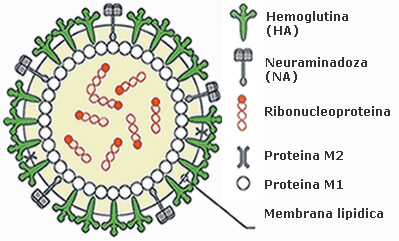 Hemoglutina
(HA)
Neuraminadoza
(NA)
Ribonucleoproteina
Proteina M2
Proteina M1
Membrana lipidica